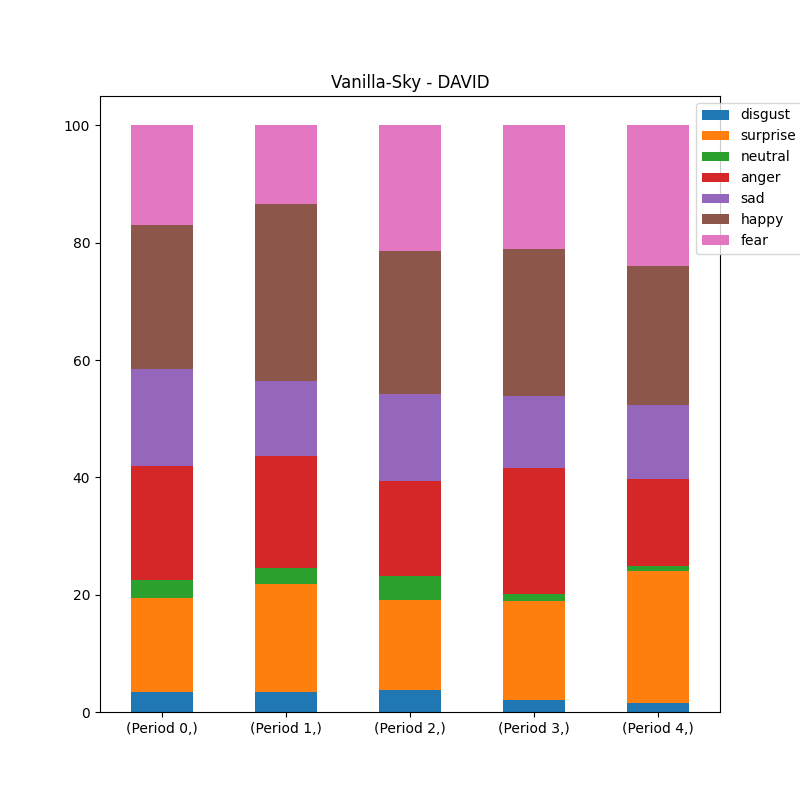 Vanilla-Sky - DAVID
100
80
60
40
20
0
(Period 0,) (Period 1,) (Period 2,) (Period 3,) (Period 4,)
disgust
surprise
neutral
anger
sad
happy
fear